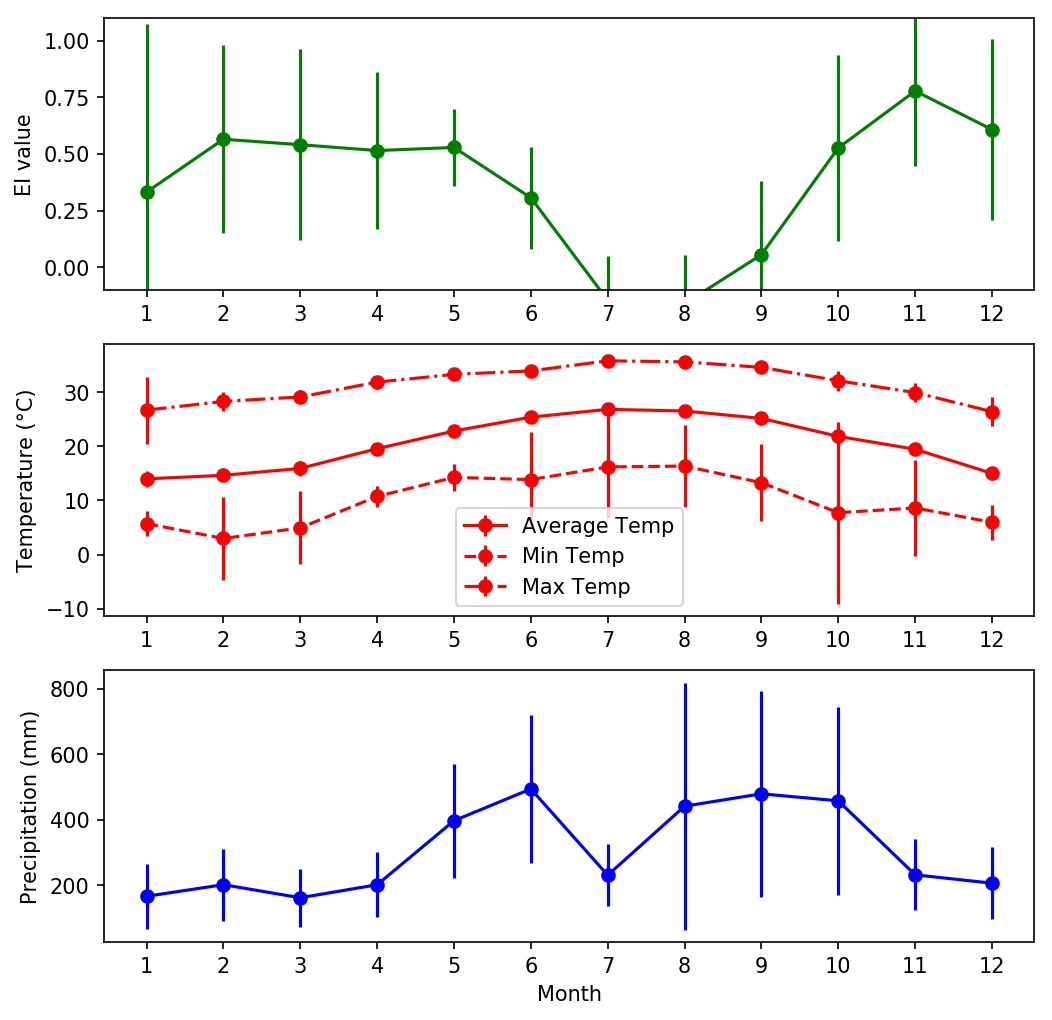 EI value
1.00
0.75
0.50
0.25
0.00
1 2 3 4 5 6 7 8 9 10 11 12
Temperature (°C)
30
20
10
0
−10
Average Temp
Min Temp
Max Temp
1 2 3 4 5 6 7 8 9 10 11 12
Precipitation (mm)
800
600
400
200
1 2 3 4 5 6 7 8 9 10 11 12
Month